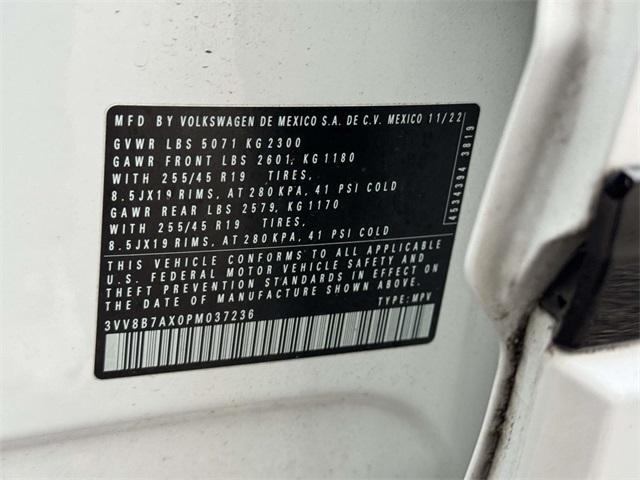 MFD BY VOLKSWAGEN DE MEXICO S.A. DE C.V. MEXICO 11/22
GVWR LBS 5071 KG 2300
GAWR FRONT LBS 2601, KG 1180
WITH 255/45 R19 TIRES,
8.5JX19 RIMS, AT 280 KPA, 41 PSI COLD
GAWR REAR LBS 2579, KG 1170
WITH 255/45 R19 TIRES,
8.5JX19 RIMS, AT 280 KPA, 41 PSI COLD
THIS VEHICLE CONFORMS TO ALL APPLICABLE
U.S. FEDERAL MOTOR VEHICLE SAFETY AND
THEFT PREVENTION STANDARDS IN EFFECT ON
THE DATE OF MANUFACTURE SHOWN ABOVE.
3VV8B7AX0PM037236
TYPE: MPV
4534394 3819